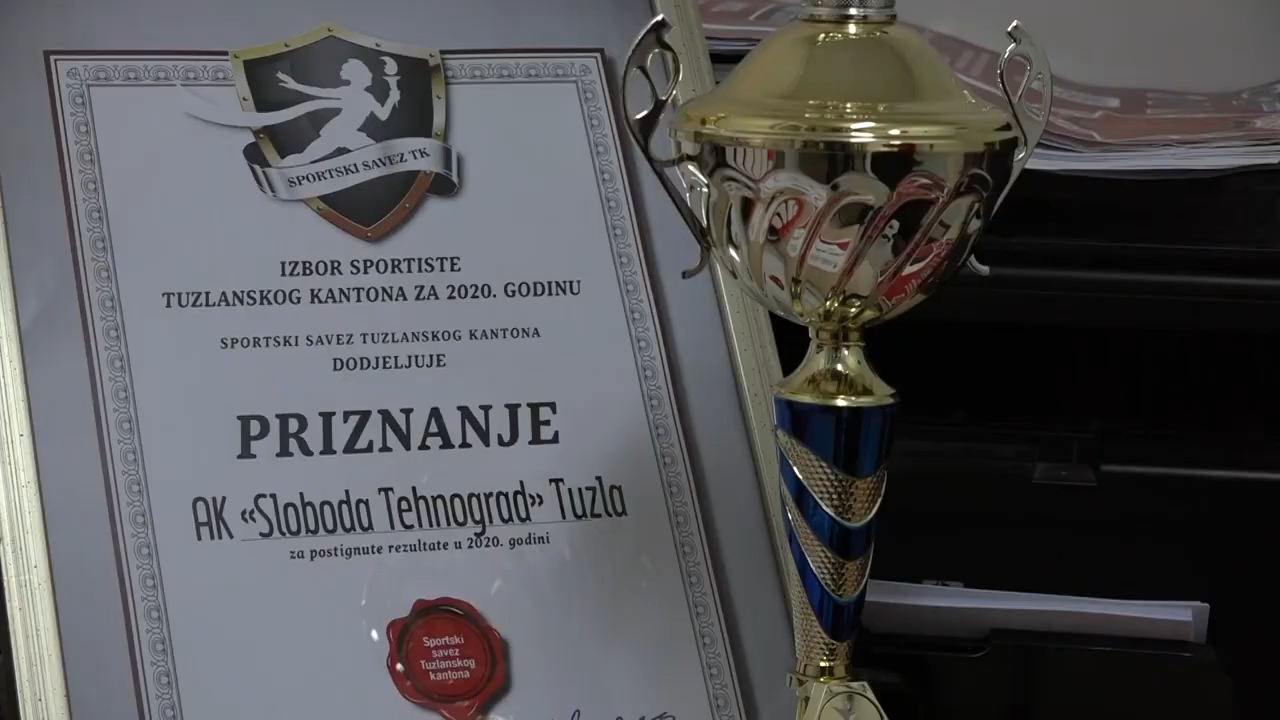 SPORTSKI SAVEZ TK
IZBOR SPORTISTE
TUZLANSKOG KANTONA ZA 2020. GODINU
SPORTSKI SAVEZ TUZLANSKOG KANTONA
DODJELJUJE
PRIZNANJE
AK «Sloboda Tehnograd» Tuzla
za postignute rezultate u 2020. godini
Sportski
savez
Tuzlanskog
kantona